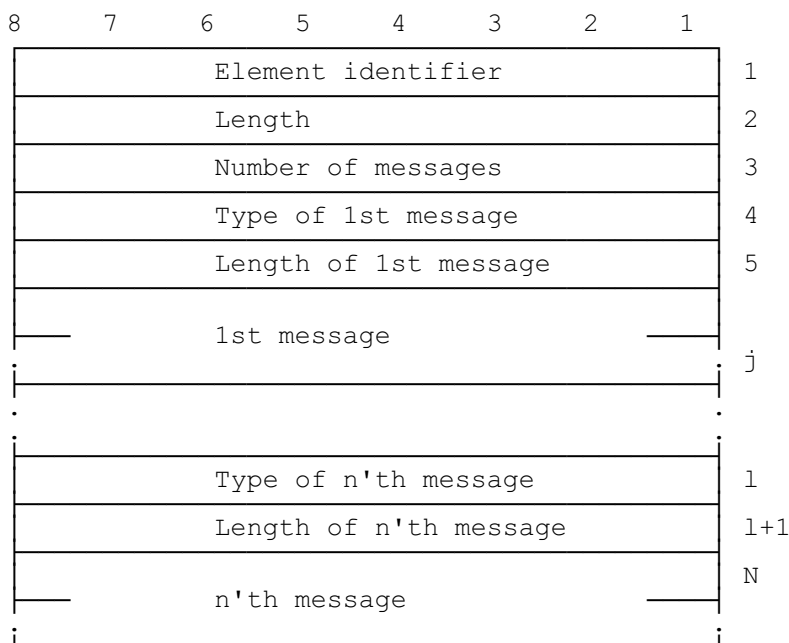 8 7 6 5 4 3 2 1
Element identifier 1
Length 2
Number of messages 3
Type of 1st message 4
Length of 1st message 5
1st message
j
Type of n'th message l
Length of n'th message l+1
N
n'th message